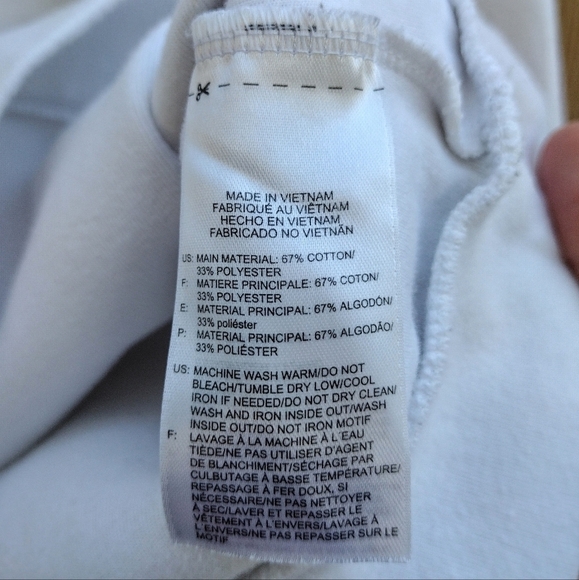 MADE IN VIETNAM
FABRIQUÉ AU VIÊTNAM
HECHO EN VIETNAM
FABRICADO NO VIETNÃN
US: MAIN MATERIAL: 67% COTTON/
33% POLYESTER
F: MATIERE PRINCIPALE: 67% COTON/
33% POLYESTER
E: MATERIAL PRINCIPAL: 67% ALGODÓN/
33% poliéster
P: MATERIAL PRINCIPAL: 67% ALGODÃO/
33% POLIÉSTER
US: MACHINE WASH WARM/DO NOT
BLEACH/TUMBLE DRY LOW/COOL
IRON IF NEEDED/DO NOT DRY CLEAN/
WASH AND IRON INSIDE OUT/WASH
INSIDE OUT/DO NOT IRON MOTIF
F: LAVAGE À LA MACHINE À L'EAU
TIÈDE/NE PAS UTILISER D'AGENT
DE BLANCHIMENT/SÉCHAGE PAR
CULBUTAGE À BASSE TEMPÉRATURE/
REPASSAGE À FER DOUX, SI
NÉCESSAIRE/NE PAS NETTOYER
À SEC/LAVER ET REPASSER LE
VÊTEMENT À L'ENVERS/LAVAGE À
L'ENVERS/NE PAS REPASSER SUR LE
MOTIF